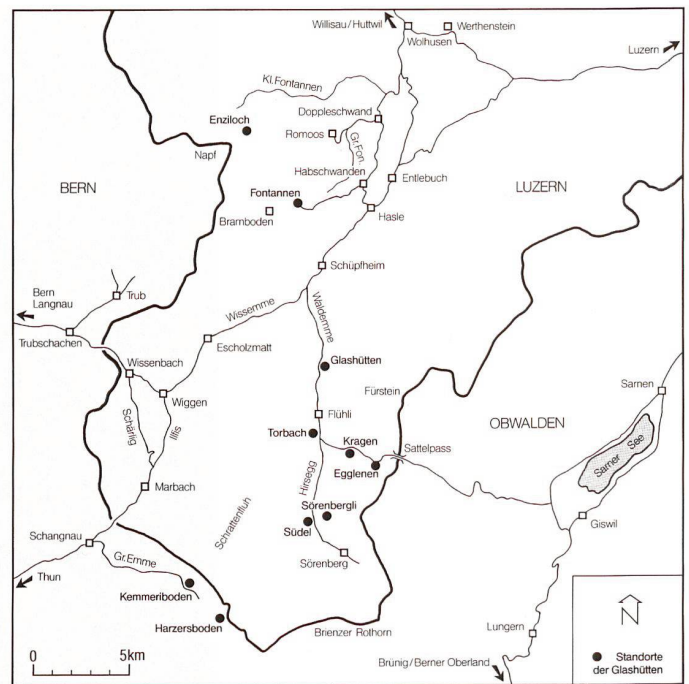 Willisau/Huttwil
Werthenstein
Wolhusen
Luzern
Kl. Fontannen
Doppleschwand
Enziloch
Romoos
Gr. Fon.
Napf
Habschwanden
Entlebuch
BERN
LUZERN
Fontannen
Bramboden
Hasle
Schüpfheim
Bern
Langnau
Trub
Waldemme
Wissemme
Trubschachen
Escholzmatt
Glashütten
Wissenbach
Fürstein
Sarnen
Wiggen
Flühli
OBWALDEN
Schärlig
Ilfis
Torbach
Kragen
Sattelpass
Sarner See
Egglenen
Hirsegg
Marbach
Sörenbergli
Schrattenfluh
Südel
Giswil
Schangnau
Sörenberg
Gr. Emme
Thun
Kemmeriboden
N
Harzersboden
Lungern
Brienzer Rothorn
0 5km
Brünig/Berner Oberland
Standorte
der Glashütten